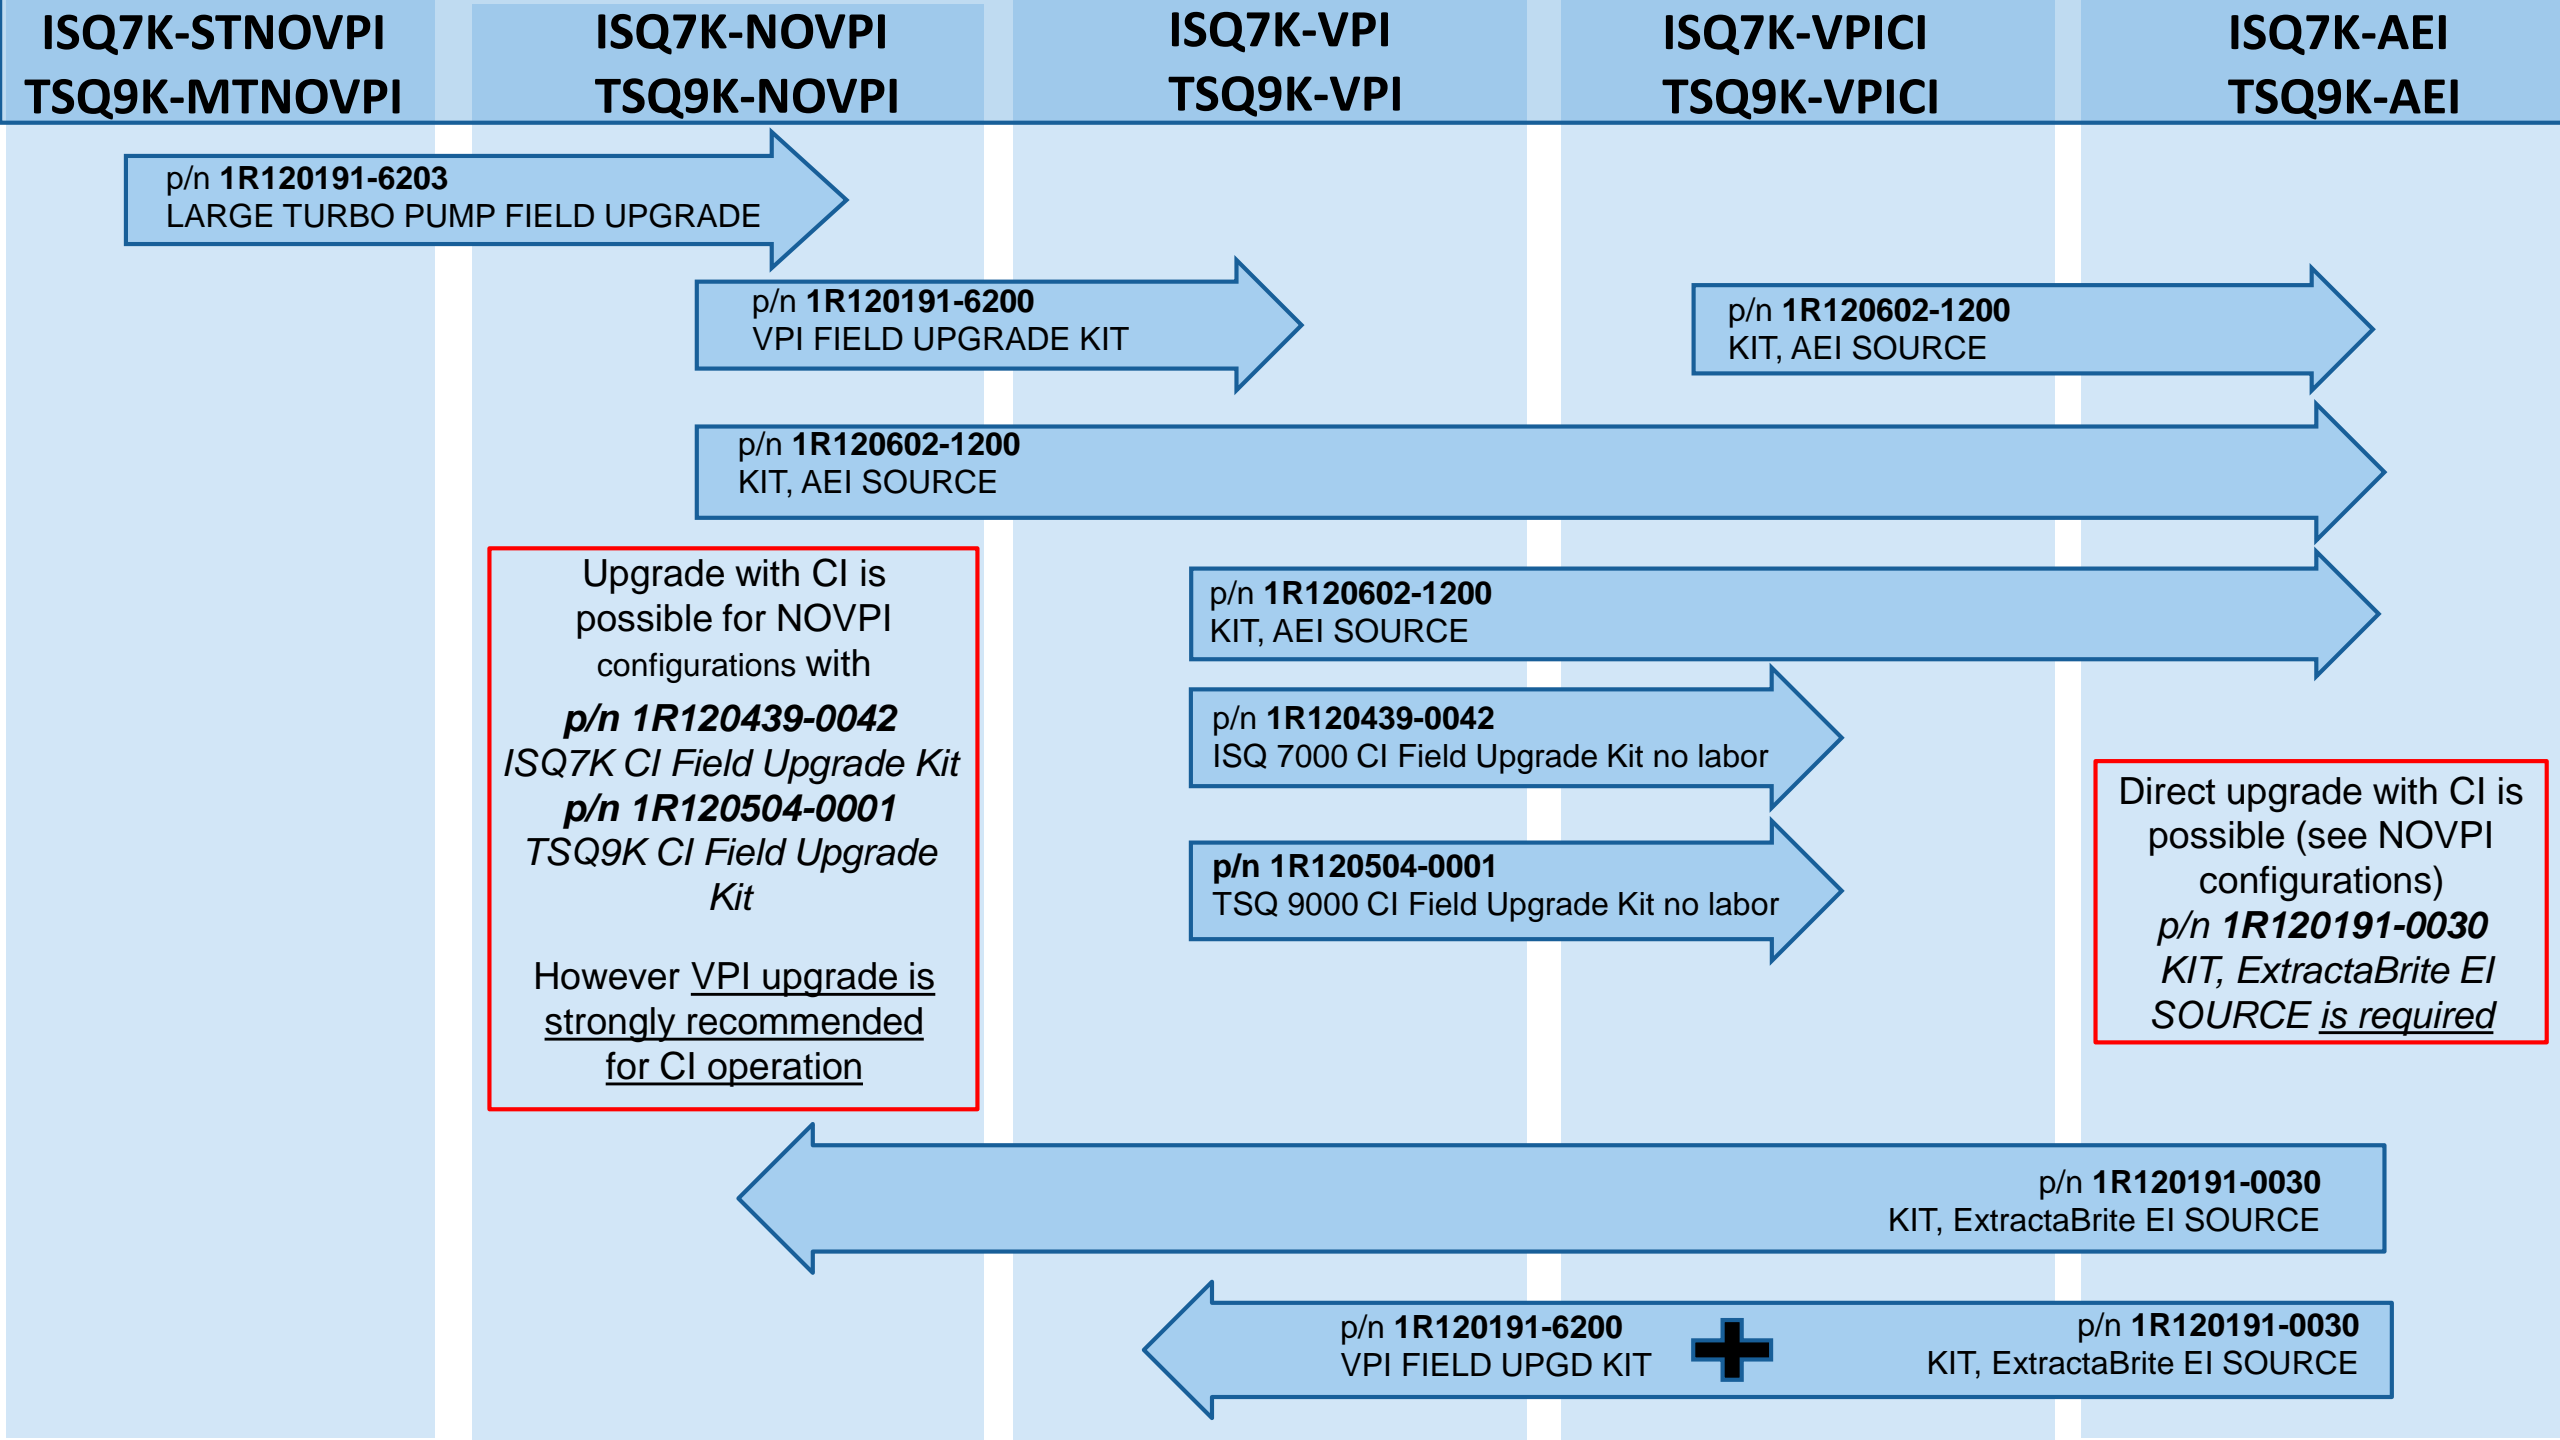 ISQ7K-STNOVPI
TSQ9K-MTNOVPI
ISQ7K-NOVPI
TSQ9K-NOVPI
ISQ7K-VPI
TSQ9K-VPI
ISQ7K-VPICI
TSQ9K-VPICI
ISQ7K-AEI
TSQ9K-AEI
p/n 1R120191-6203
LARGE TURBO PUMP FIELD UPGRADE
p/n 1R120191-6200
VPI FIELD UPGRADE KIT
p/n 1R120602-1200
KIT, AEI SOURCE
p/n 1R120602-1200
KIT, AEI SOURCE
Upgrade with CI is
possible for NOVPI
configurations with
p/n 1R120439-0042
ISQ7K CI Field Upgrade Kit
p/n 1R120504-0001
TSQ9K CI Field Upgrade
Kit
However VPI upgrade is
strongly recommended
for CI operation
p/n 1R120602-1200
KIT, AEI SOURCE
p/n 1R120439-0042
ISQ 7000 CI Field Upgrade Kit no labor
p/n 1R120504-0001
TSQ 9000 CI Field Upgrade Kit no labor
Direct upgrade with CI is
possible (see NOVPI
configurations)
p/n 1R120191-0030
KIT, ExtractaBrite EI
SOURCE is required
p/n 1R120191-0030
KIT, ExtractaBrite EI SOURCE
p/n 1R120191-6200
VPI FIELD UPGD KIT
p/n 1R120191-0030
KIT, ExtractaBrite EI SOURCE